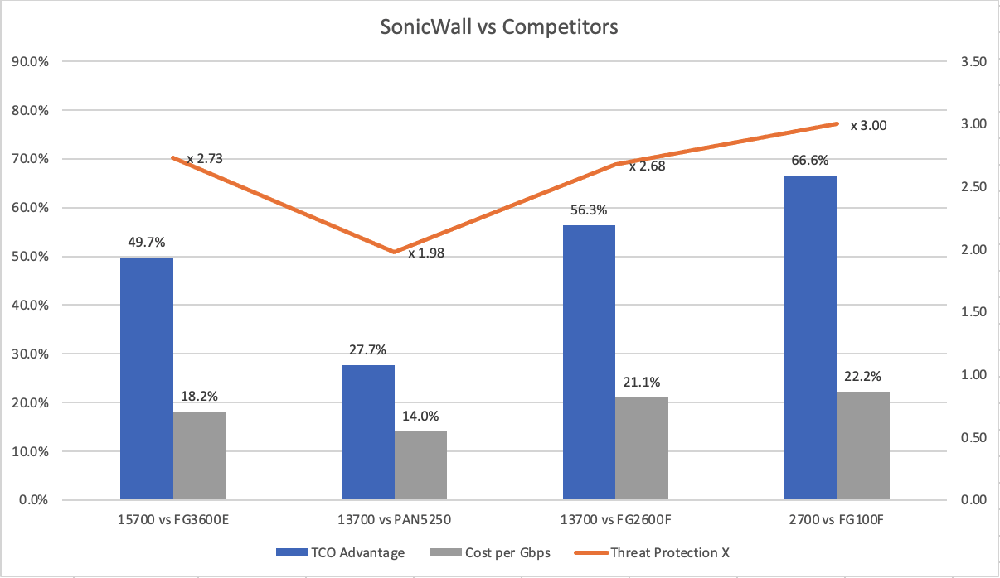 SonicWall vs Competitors
90.0%
80.0%
70.0%
60.0%
50.0%
40.0%
30.0%
20.0%
10.0%
0.0%
3.50
3.00
2.50
2.00
1.50
1.00
0.50
0.00
x 2.73
x 1.98
x 2.68
x 3.00
49.7%
18.2%
27.7%
14.0%
56.3%
21.1%
66.6%
22.2%
15700 vs FG3600E
13700 vs PAN5250
13700 vs FG2600F
2700 vs FG100F
TCO Advantage
Cost per Gbps
Threat Protection X